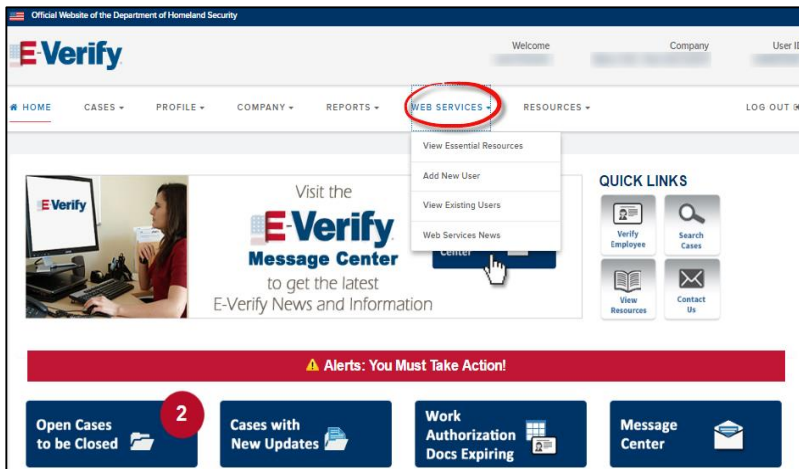 Official Website of the Department of Homeland Security
E-Verify
Welcome
Company
User ID
HOME
CASES
PROFILE
COMPANY
REPORTS
WEB SERVICES
RESOURCES
LOG OUT
View Essential Resources
Add New User
View Existing Users
Web Services News
E-Verify
Visit the
E-Verify
Message Center
to get the latest
E-Verify News and Information
Center
QUICK LINKS
Verify
Employee
Search
Cases
View
Resources
Contact
Us
Alerts: You Must Take Action!
Open Cases
to be Closed
2
Cases with
New Updates
Work
Authorization
Docs Expiring
Message
Center